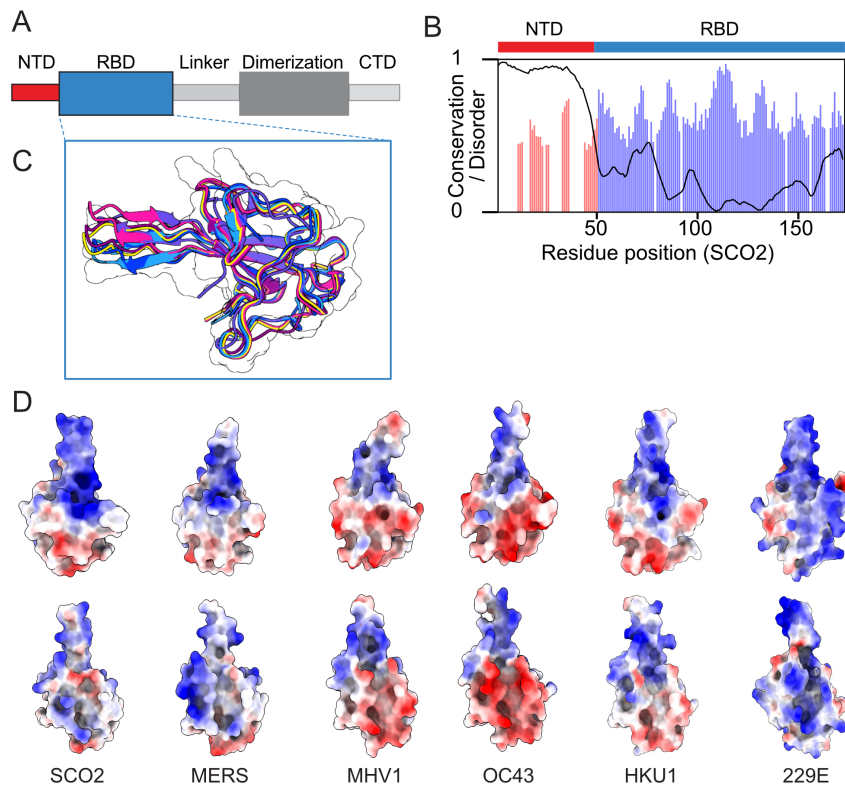 A
NTD RBD Linker Dimerization CTD
B
NTD RBD
1
0
Conservation
/ Disorder
50 100 150
Residue position (SCO2)
C
D
SCO2 MERS MHV1 OC43 HKU1 229E